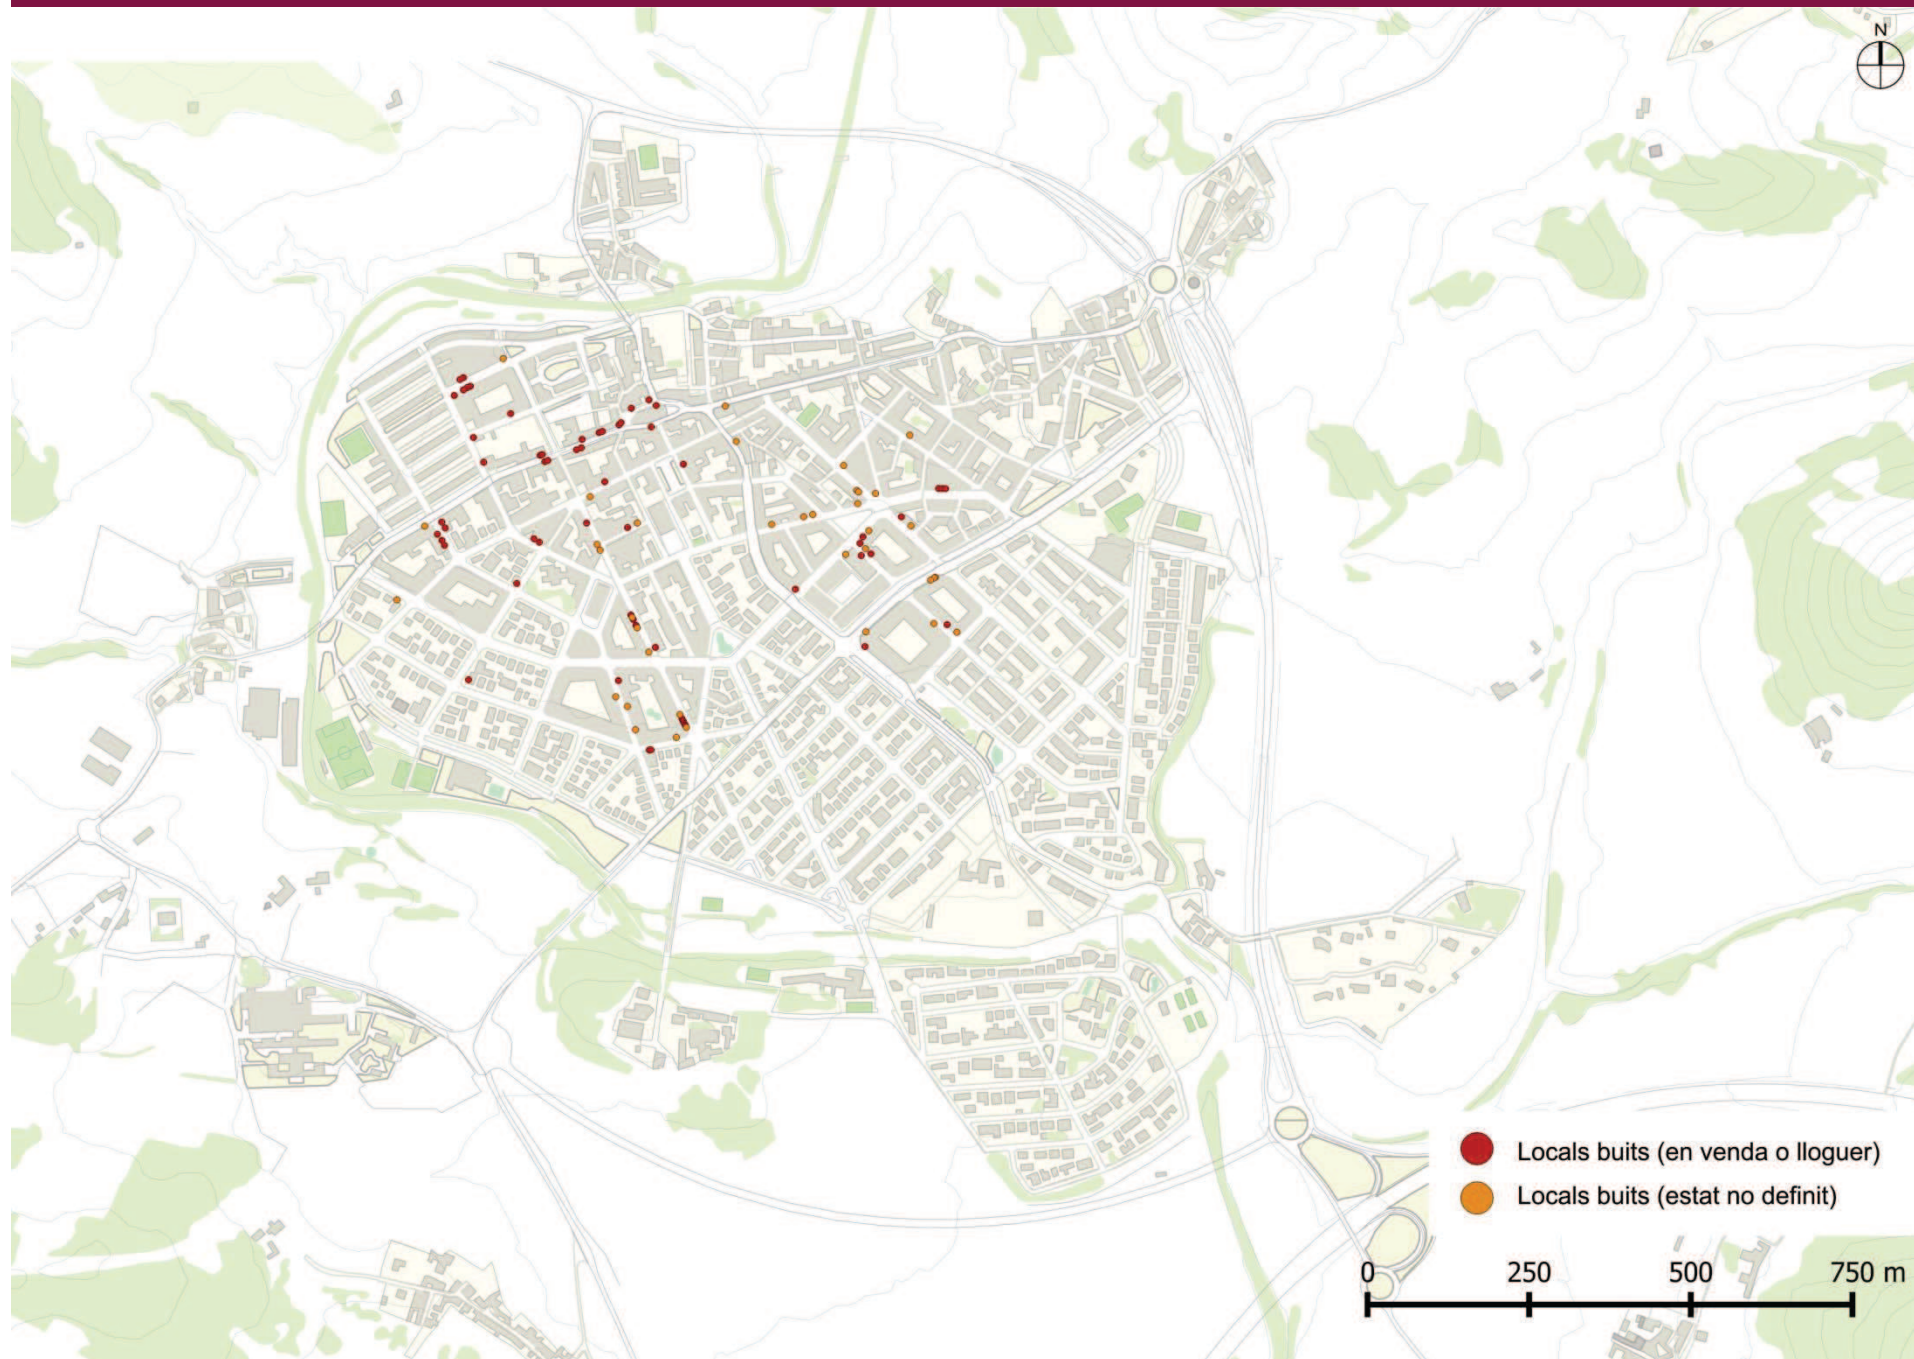 N
Locals buits (en venda o lloguer)
Locals buits (estat no definit)
0 250 500 750 m